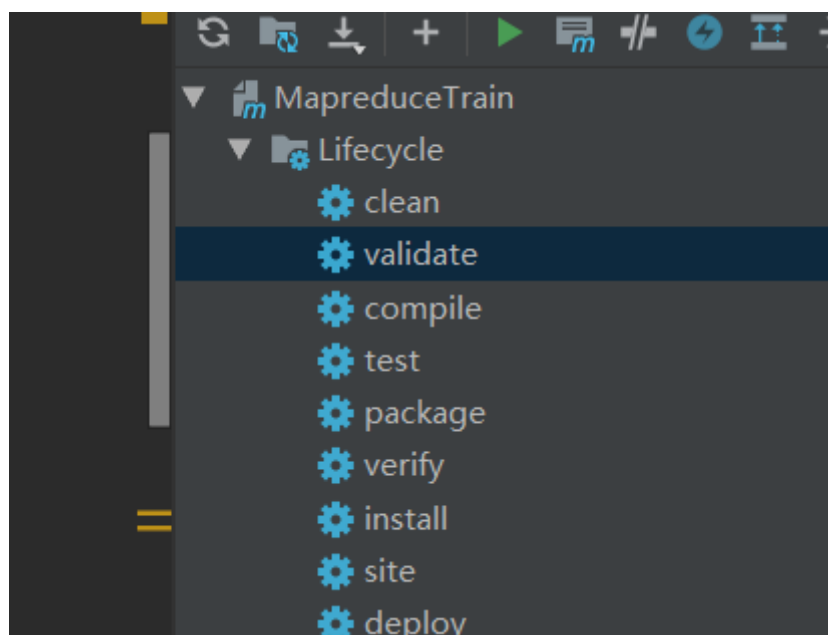 MapreduceTrain
Lifecycle
clean
validate
compile
test
package
verify
install
site
deploy